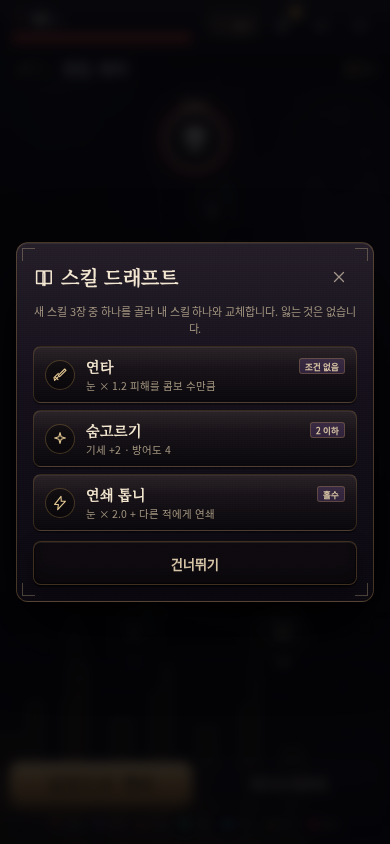 스킬 드래프트
새 스킬 3장 중 하나를 골라 내 스킬 하나와 교체합니다. 잃는 것은 없습니
다.
연타
조건 없음
눈 × 1.2 피해를 콤보 수만큼
숨고르기
2 이하
기세 +2 · 방어도 4
연쇄 톱니
홀수
눈 × 2.0 + 다른 적에게 연쇄
건너뛰기